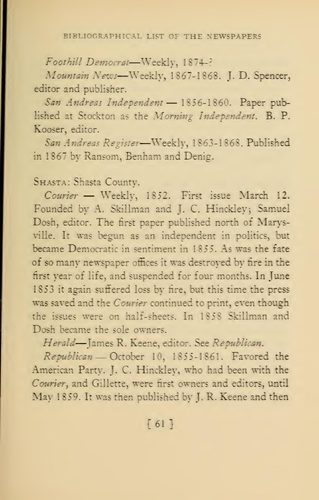 BIBLIOGRAPHICAL LIST OF THE NEWSPAPERS
Foothill Democrat—Weekly, 1874-?
Mountain News—Weekly, 1867-1868. J. D. Spencer,
editor and publisher.
San Andreas Independent — 1856-1860. Paper pub-
lished at Stockton as the Morning Independent. B. P.
Kooser, editor.
San Andreas Register—Weekly, 1863-1868. Published
in 1867 by Ransom, Benham and Denig.
SHASTA: Shasta County.
Courier — Weekly, 1852. First issue March 12.
Founded by A. Skillman and J. C. Hinckley; Samuel
Dosh, editor. The first paper published north of Marys-
ville. It was begun as an independent in politics, but
became Democratic in sentiment in 1855. As was the fate
of so many newspaper offices it was destroyed by fire in the
first year of life, and suspended for four months. In June
1853 it again suffered loss by fire, but this time the press
was saved and the Courier continued to print, even though
the issues were on half-sheets. In 1858 Skillman and
Dosh became the sole owners.
Herald—James R. Keene, editor. See Republican.
Republican — October 10, 1855-1861. Favored the
American Party. J. C. Hinckley, who had been with the
Courier, and Gillette, were first owners and editors, until
May 1859. It was then published by J. R. Keene and then
[ 61 ]